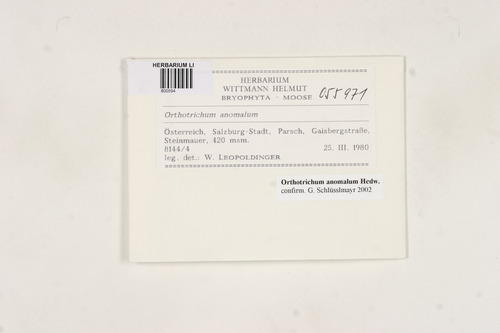 HERBARIUM LI
HERBARIUM
WITTMANN HELMUT
BRYOPHYTA - MOOSE 055971
Orthotrichum anomalum
Österreich, Salzburg-Stadt, Parsch, Gaisbergstraße,
Steinmauer, 420 msm.
8144/4 25. III. 1980
leg. det.: W. LEOPOLDINGER
Orthotrichum anomalum Hedw.
confirm. G. Schlüsslmayr 2002